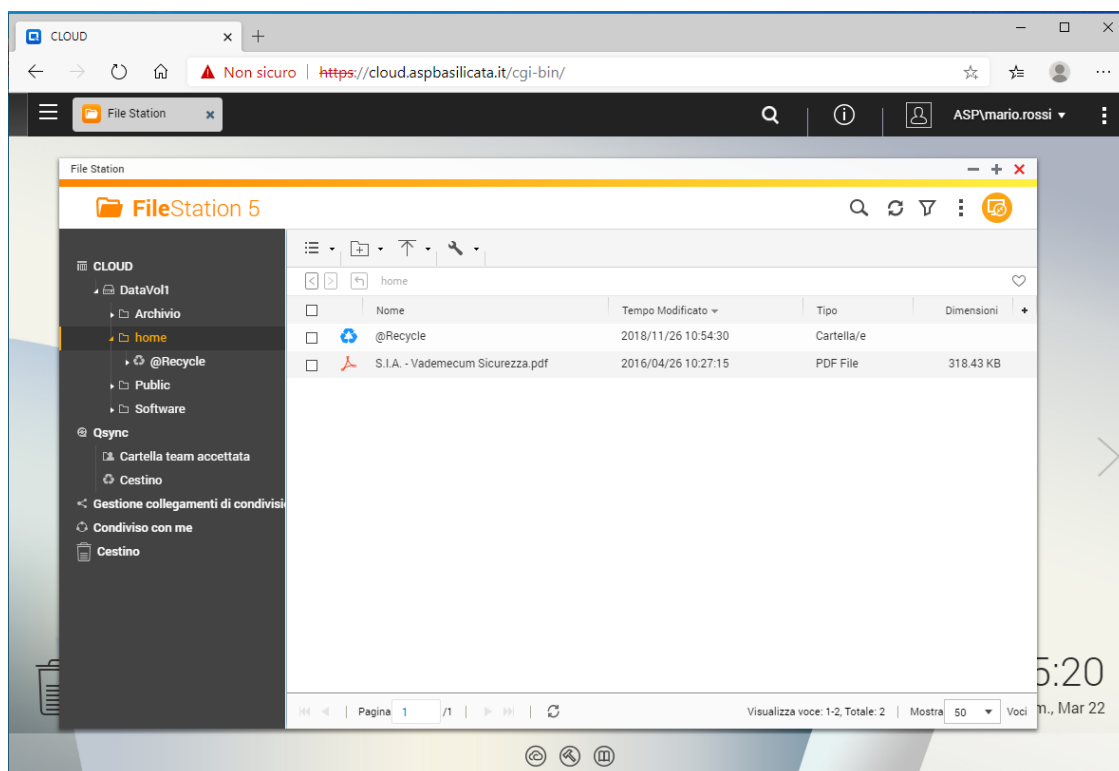 CLOUD
Non sicuro | https://cloud.aspbasilicata.it/cgi-bin/
File Station
ASP\mario.rossi
File Station
FileStation 5
CLOUD
DataVol1
Archivio
home
@Recycle
Public
Software
Qsync
Cartella team accettata
Cestino
Gestione collegamenti di condivisi
Condiviso con me
Cestino
home
Nome Tempo Modificato Tipo Dimensioni
@Recycle 2018/11/26 10:54:30 Cartella/e
S.I.A. - Vademecum Sicurezza.pdf 2016/04/26 10:27:15 PDF File 318.43 KB
Pagina 1 /1 Visualizza voce: 1-2, Totale: 2 | Mostra 50 Voci
5:20
m., Mar 22